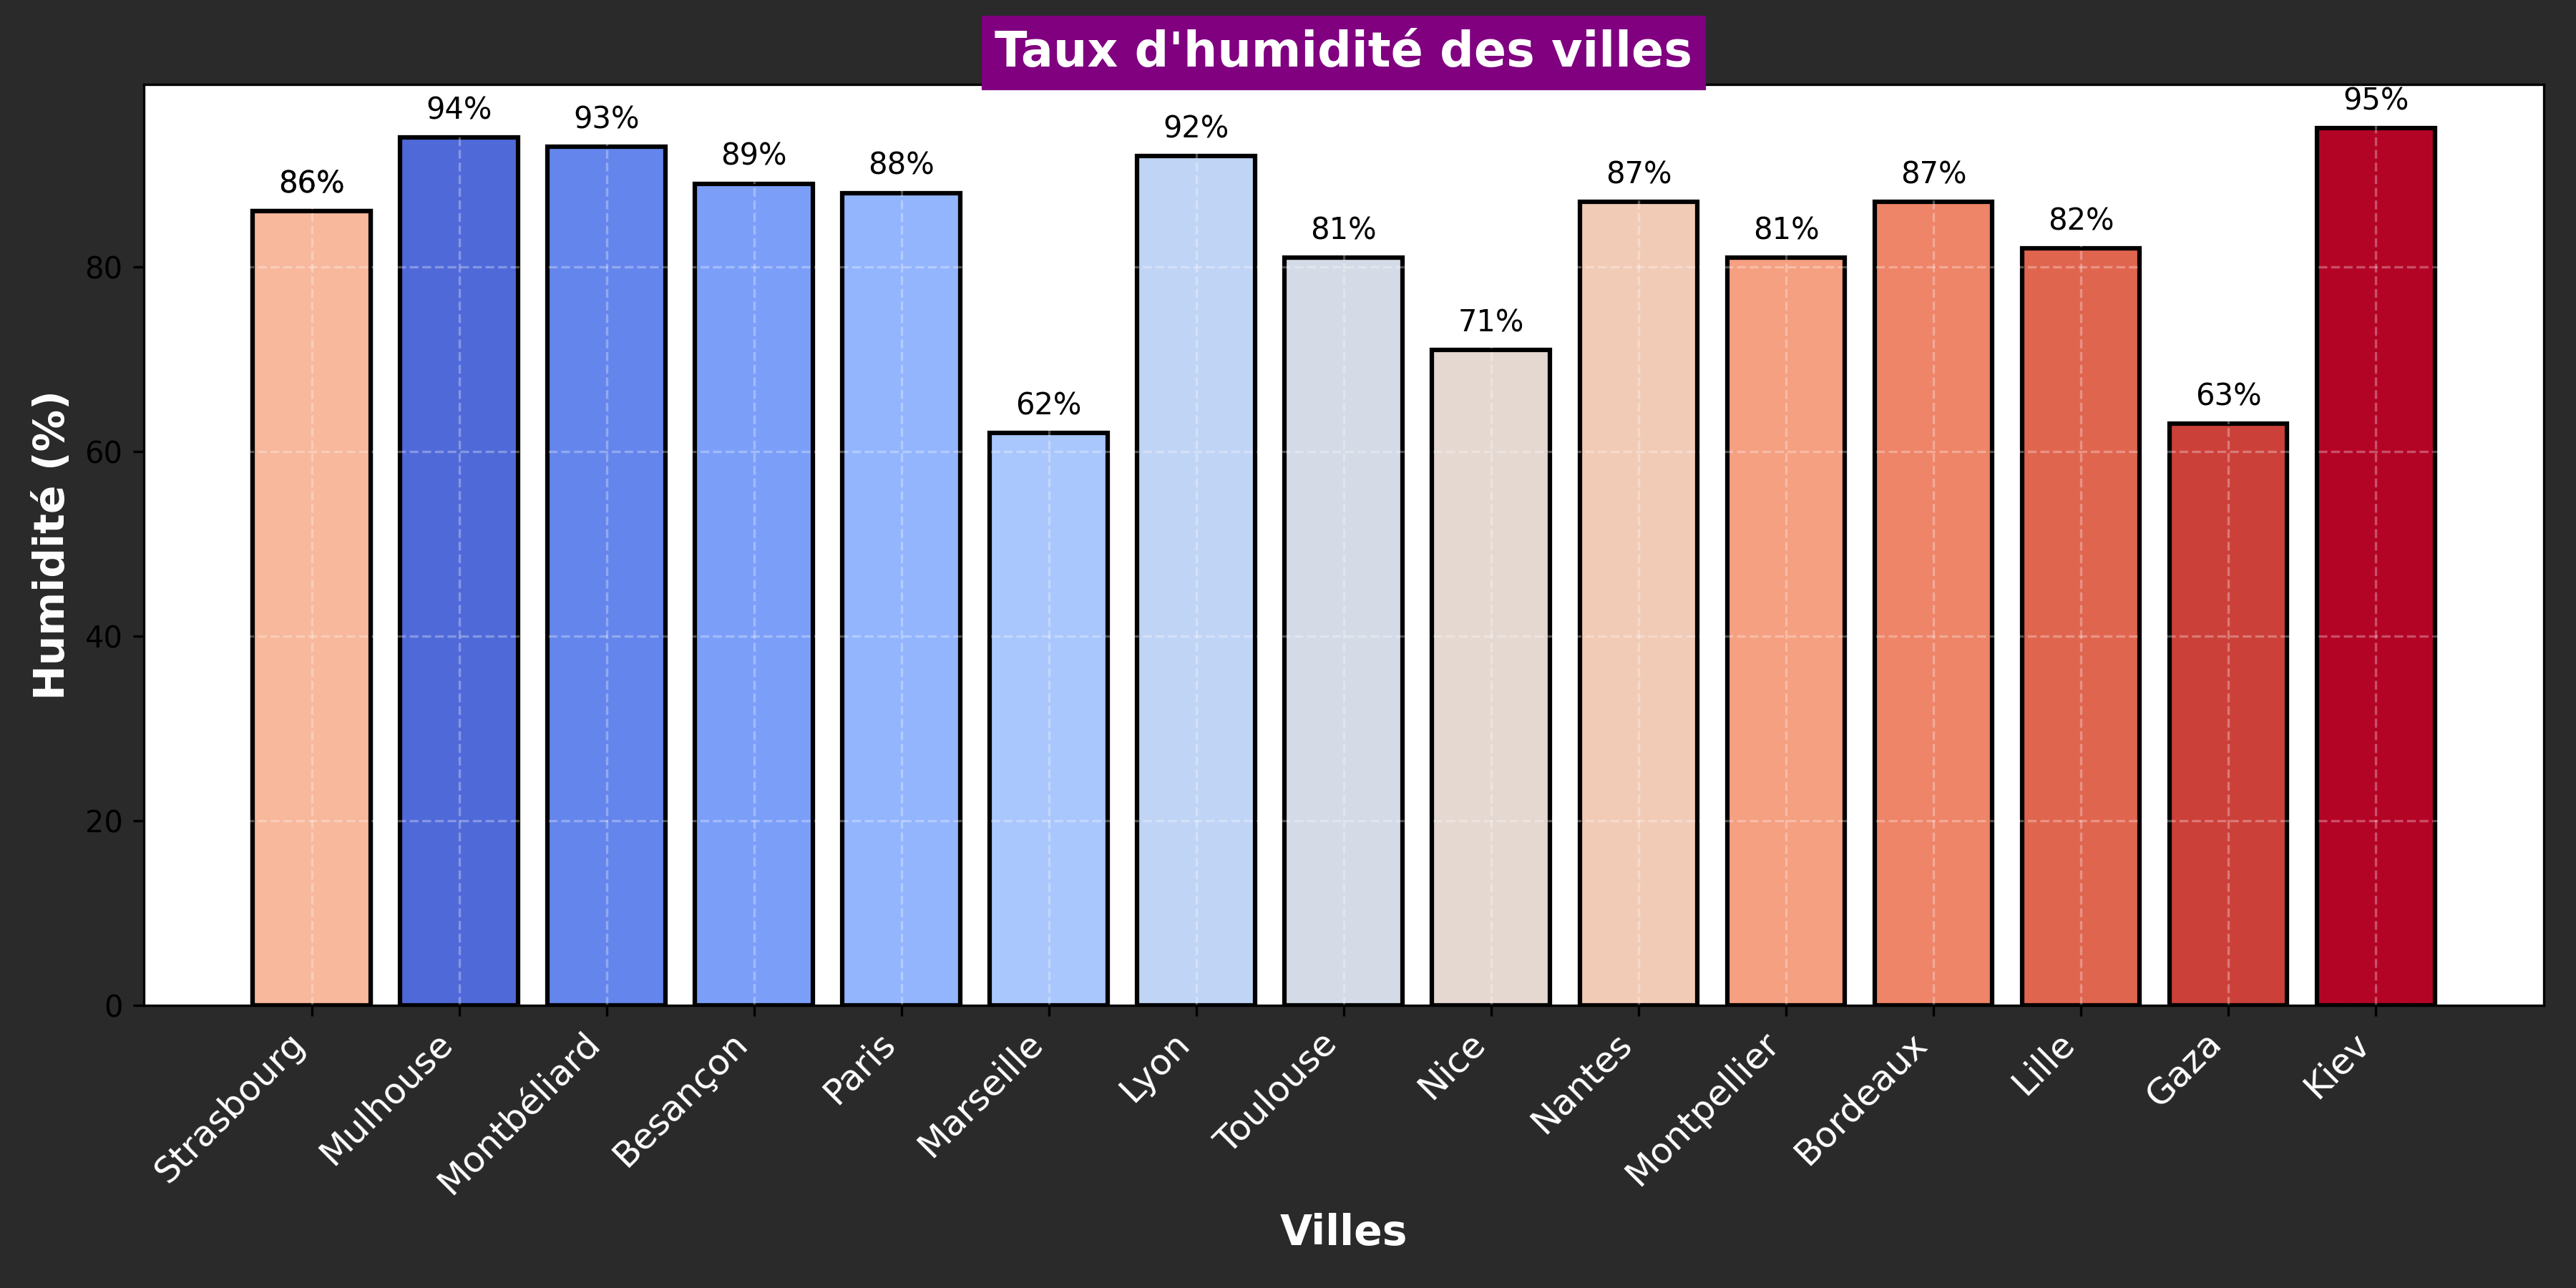 Taux d'humidité des villes
86%
94%
93%
89%
88%
62%
92%
81%
71%
87%
81%
87%
82%
63%
95%
Humidité (%)
80
60
40
20
0
Strasbourg
Mulhouse
Montbéliard
Besançon
Paris
Marseille
Lyon
Toulouse
Nice
Nantes
Montpellier
Bordeaux
Lille
Gaza
Kiev
Villes